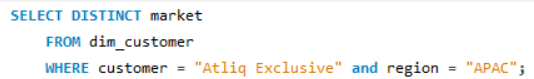 SELECT DISTINCT market
FROM dim_customer
WHERE customer = "Atliq Exclusive" and region = "APAC";